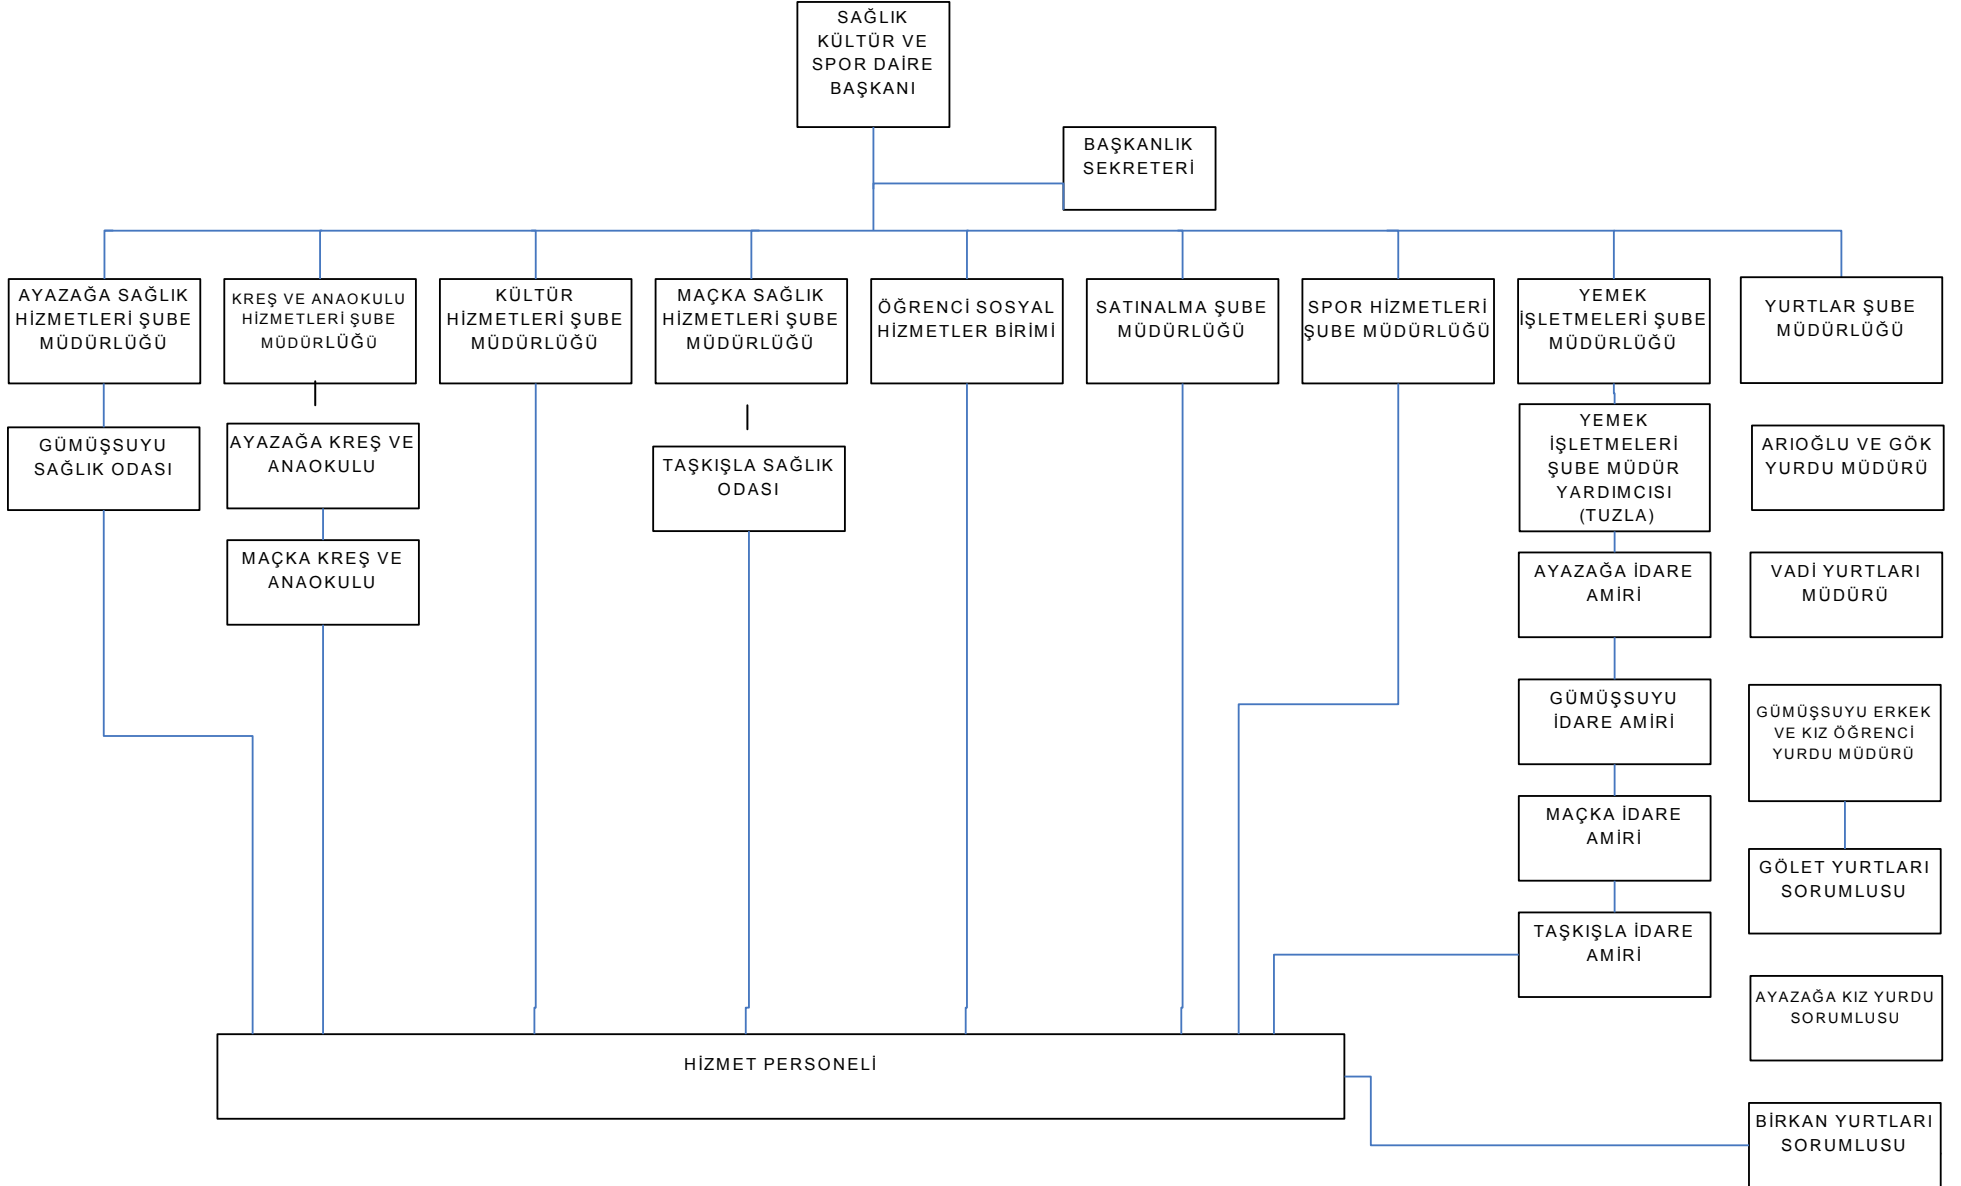 SAĞLIK
KÜLTÜR VE
SPOR DAİRE
BAŞKANI
BAŞKANLIK
SEKRETERİ
AYAZAĞA SAĞLIK
HİZMETLERİ ŞUBE
MÜDÜRLÜĞÜ
KREŞ VE ANAOKULU
HİZMETLERİ ŞUBE
MÜDÜRLÜĞÜ
KÜLTÜR
HİZMETLERİ ŞUBE
MÜDÜRLÜĞÜ
MAÇKA SAĞLIK
HİZMETLERİ ŞUBE
MÜDÜRLÜĞÜ
ÖĞRENCİ SOSYAL
HİZMETLER BİRİMİ
SATINALMA ŞUBE
MÜDÜRLÜĞÜ
SPOR HİZMETLERİ
ŞUBE MÜDÜRLÜĞÜ
YEMEK
İŞLETMELERİ ŞUBE
MÜDÜRLÜĞÜ
YURTLAR ŞUBE
MÜDÜRLÜĞÜ
GÜMÜŞSUYU
SAĞLIK ODASI
AYAZAĞA KREŞ VE
ANAOKULU
MAÇKA KREŞ VE
ANAOKULU
TAŞKIŞLA SAĞLIK
ODASI
YEMEK
İŞLETMELERİ
ŞUBE MÜDÜR
YARDIMCISI
(TUZLA)
AYAZAĞA İDARE
AMİRİ
GÜMÜŞSUYU
İDARE AMİRİ
MAÇKA İDARE
AMİRİ
TAŞKIŞLA İDARE
AMİRİ
ARIOĞLU VE GÖK
YURDU MÜDÜRÜ
VADİ YURTLARI
MÜDÜRÜ
GÜMÜŞSUYU ERKEK
VE KIZ ÖĞRENCİ
YURDU MÜDÜRÜ
GÖLET YURTLARI
SORUMLUSU
AYAZAĞA KIZ YURDU
SORUMLUSU
BİRKAN YURTLARI
SORUMLUSU
HİZMET PERSONELİ